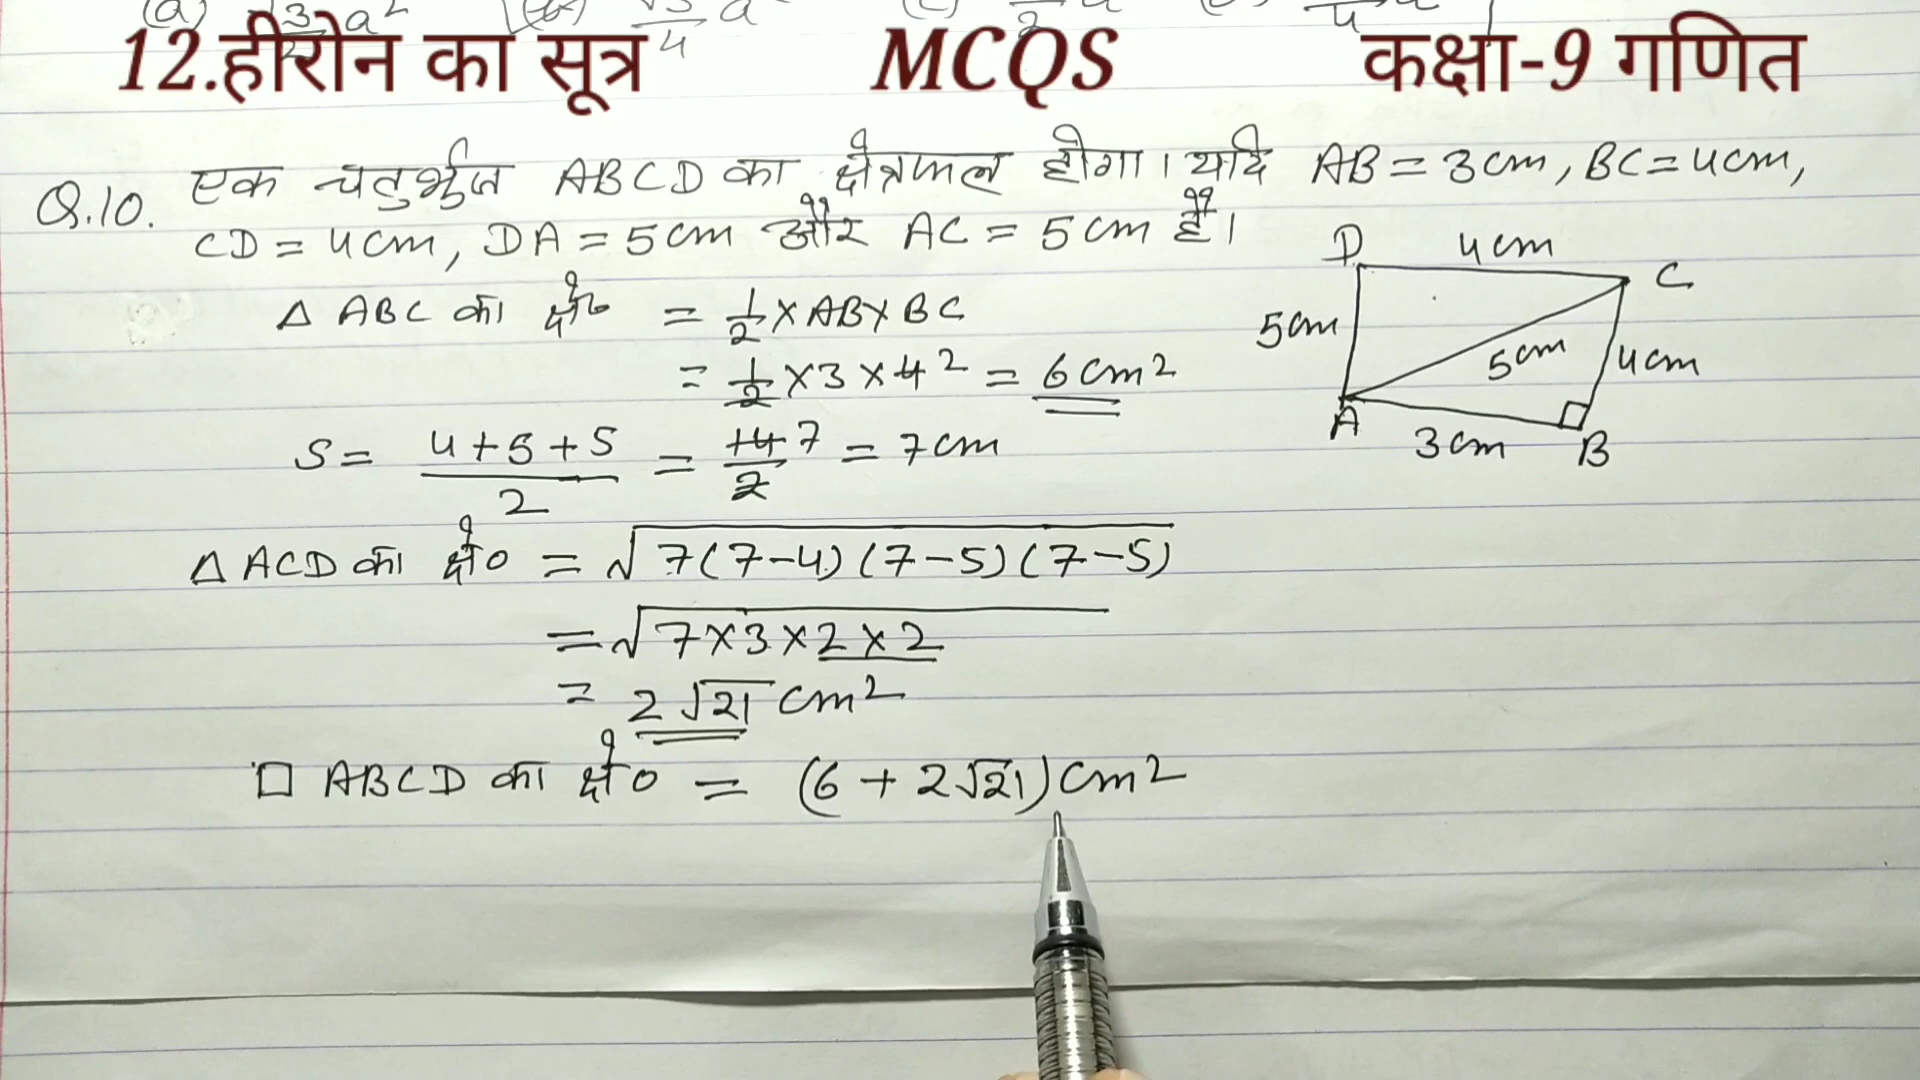 12.हीरोन का सूत्र MCQS कक्षा-9 गणित
Q.10. एक चतुर्भुज ABCD का क्षेत्रफल होगा। यदि AB = 3cm, BC = 4cm,
CD = 4cm, DA = 5cm और AC = 5cm है।
D 4cm C
5cm 5cm 4cm
A 3cm B
△ ABC का क्षे० = 1/2 × AB × BC
= 1/2 × 3 × 4 2 = 6cm²
S = 4+5+5/2 = 14/2 7 = 7cm
△ ACD का क्षे० = √7(7-4)(7-5)(7-5)
= √7×3×2×2
= 2√21 cm²
□ ABCD का क्षे० = (6 + 2√21)cm²